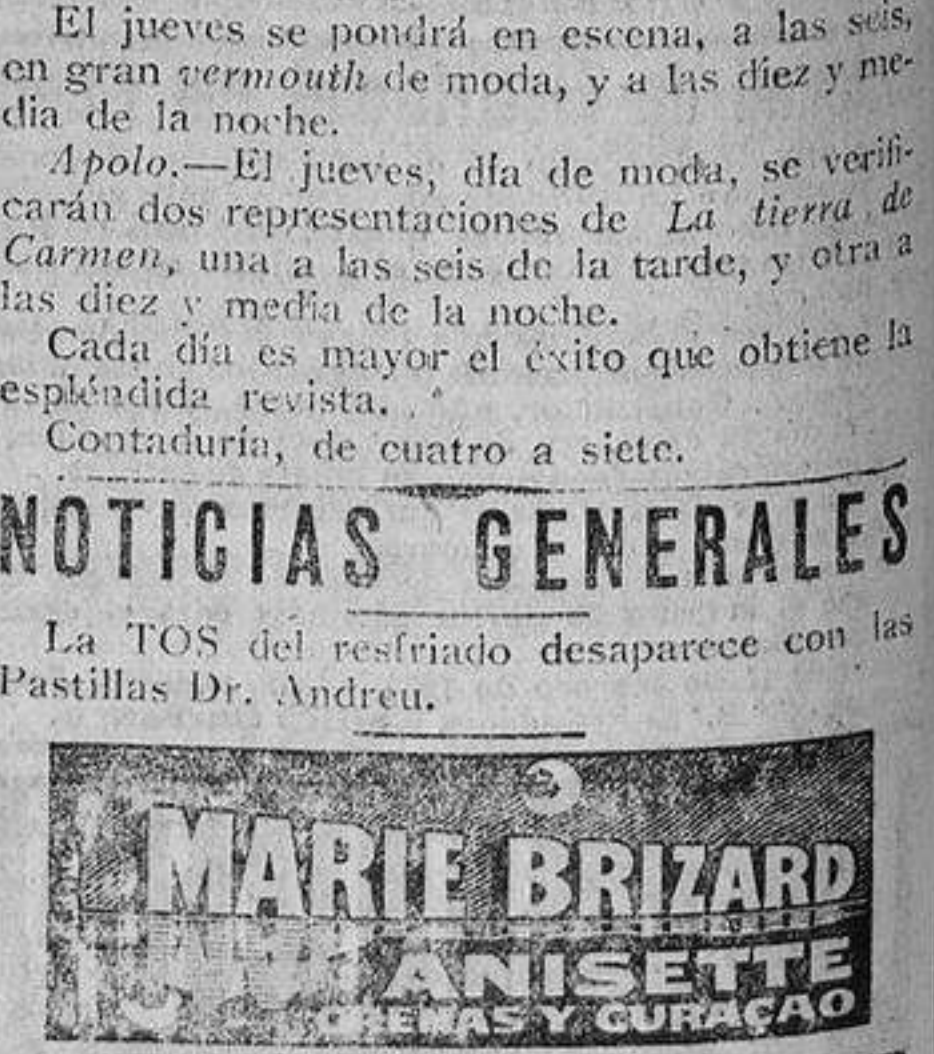 El jueves se pondrá en escena, a las seis,
en gran vermouth de moda, y a las diez y me-
dia de la noche.
Apolo.—El jueves, día de moda, se verifi-
carán dos representaciones de La tierra de
Carmen, una a las seis de la tarde, y otra a
las diez y media de la noche.
Cada día es mayor el éxito que obtiene la
espléndida revista.
Contaduría, de cuatro a siete.
NOTICIAS GENERALES
La TOS del resfriado desaparece con las
Pastillas Dr. Andreu.
MARIE BRIZARD
ANISETTE
CREMAS Y CURAÇAO